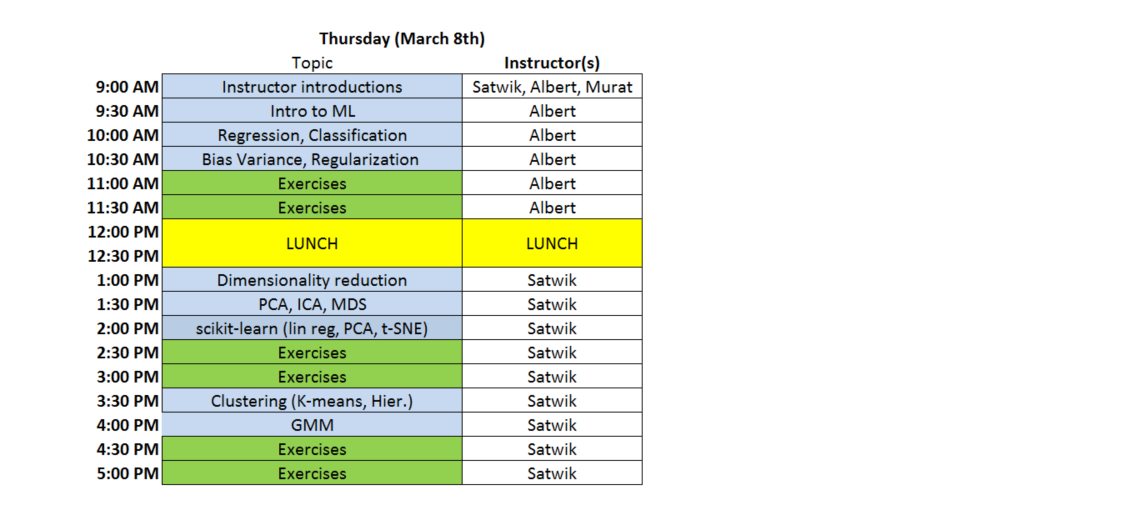 Thursday (March 8th)
Topic Instructor(s)
9:00 AM Instructor introductions Satwik, Albert, Murat
9:30 AM Intro to ML Albert
10:00 AM Regression, Classification Albert
10:30 AM Bias Variance, Regularization Albert
11:00 AM Exercises Albert
11:30 AM Exercises Albert
12:00 PM
LUNCH LUNCH
12:30 PM
1:00 PM Dimensionality reduction Satwik
1:30 PM PCA, ICA, MDS Satwik
2:00 PM scikit-learn (lin reg, PCA, t-SNE) Satwik
2:30 PM Exercises Satwik
3:00 PM Exercises Satwik
3:30 PM Clustering (K-means, Hier.) Satwik
4:00 PM GMM Satwik
4:30 PM Exercises Satwik
5:00 PM Exercises Satwik